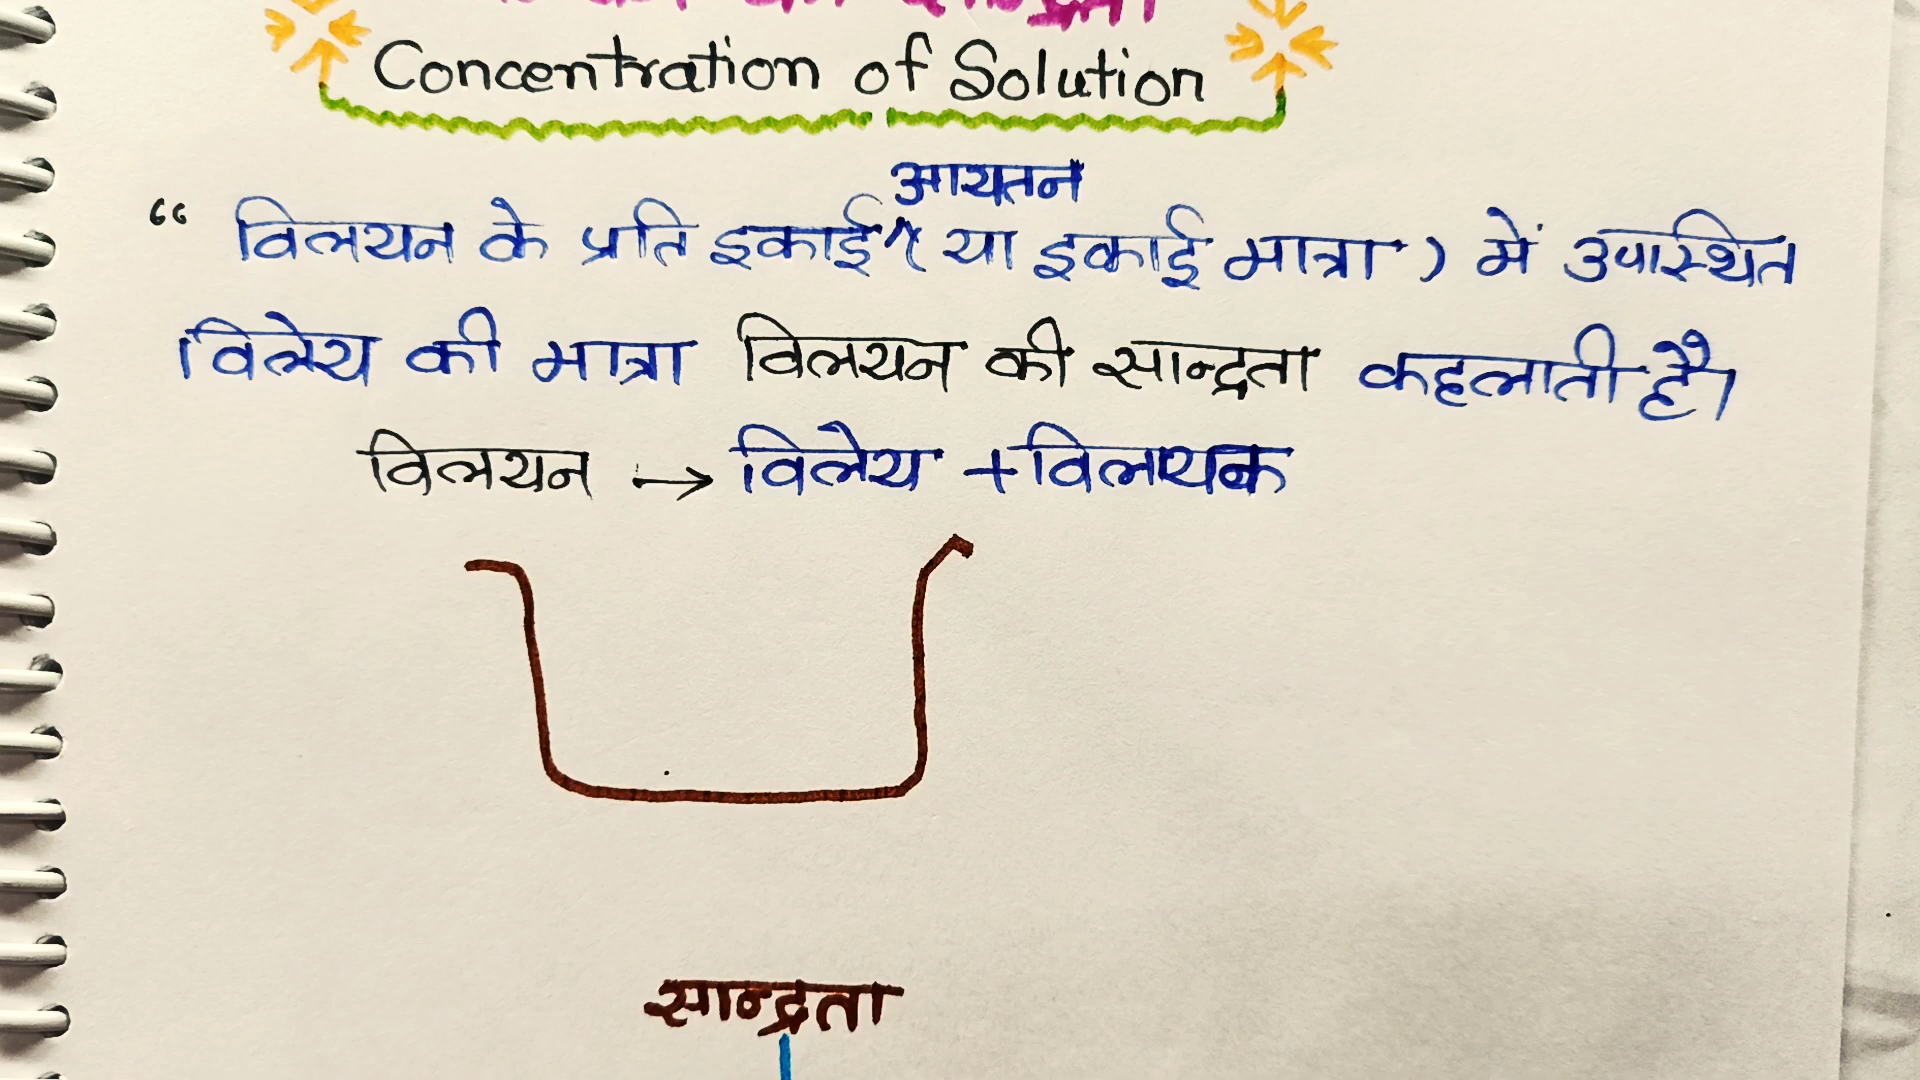 Concentration of Solution
आयतन
“ विलयन के प्रति इकाई (या इकाई मात्रा) में उपस्थित
विलेय की मात्रा विलयन की सान्द्रता कहलाती है।
विलयन → विलेय + विलायक
सान्द्रता